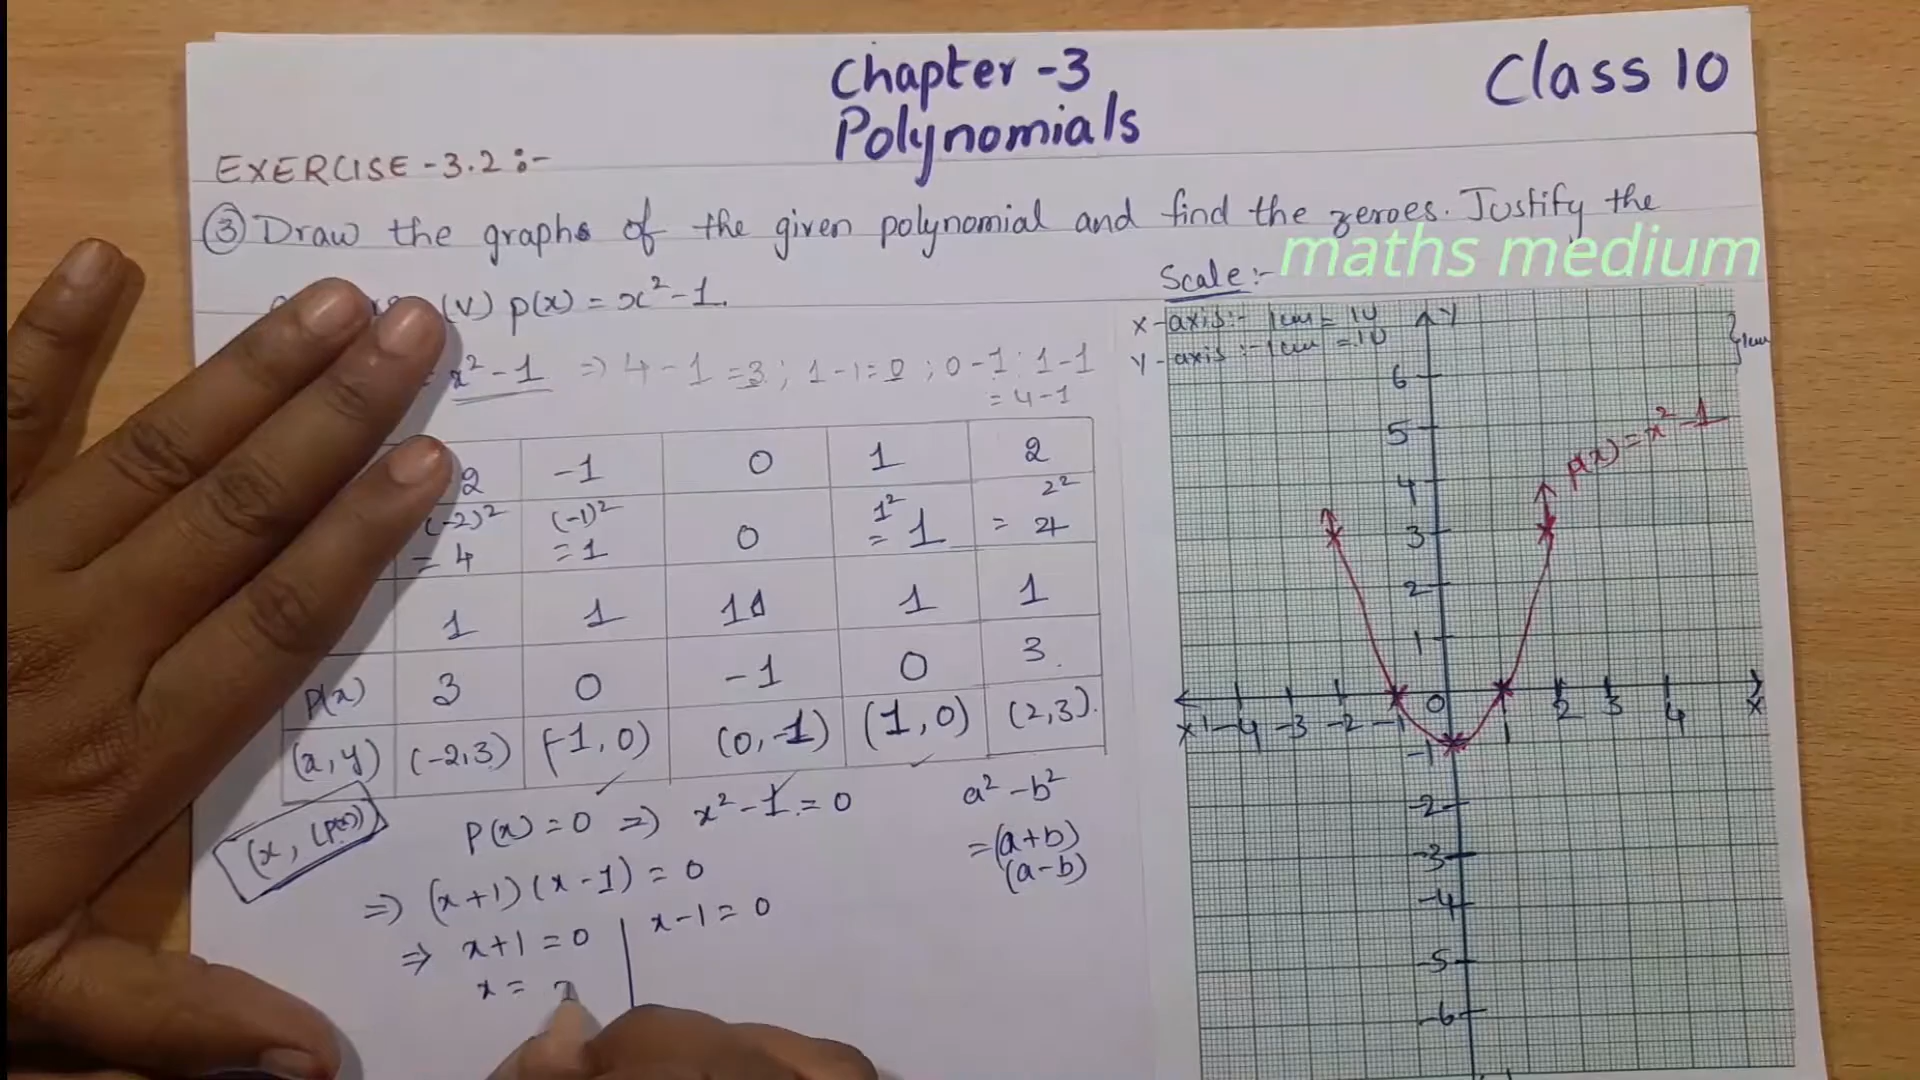 Chapter -3
Polynomials
Class 10
EXERCISE -3.2:-
③ Draw the graphs of the given polynomial and find the zeroes. Justify the
maths medium
(V) p(x) = x² - 1.
Scale:-
x-axis:- 1cm = 10
y-axis:- 1cm = 10
}1cm
x² - 1 ⇒ 4 - 1 = 3 ; 1 - 1 = 0 ; 0 - 1 : 1 - 1
= 4 - 1
2 -1 0 1 2
(-2)² = 4 (-1)² = 1 0 1² = 1 2² = 4
1 1 1 1 1
p(x) 3 0 -1 0 3
(x, y) (-2,3) (-1, 0) (0, -1) (1, 0) (2,3).
(x, (p(x)))
P(x) = 0 ⇒ x² - 1 = 0
⇒ (x+1) (x-1) = 0
⇒ x+1 = 0 | x-1 = 0
x =
a² - b²
= (a+b)
(a-b)
Y
6
5
4
3
2
1
p(x) = x² - 1
x' -4 -3 -2 -1 0 1 2 3 4 x
-1
-2
-3
-4
-5
-6